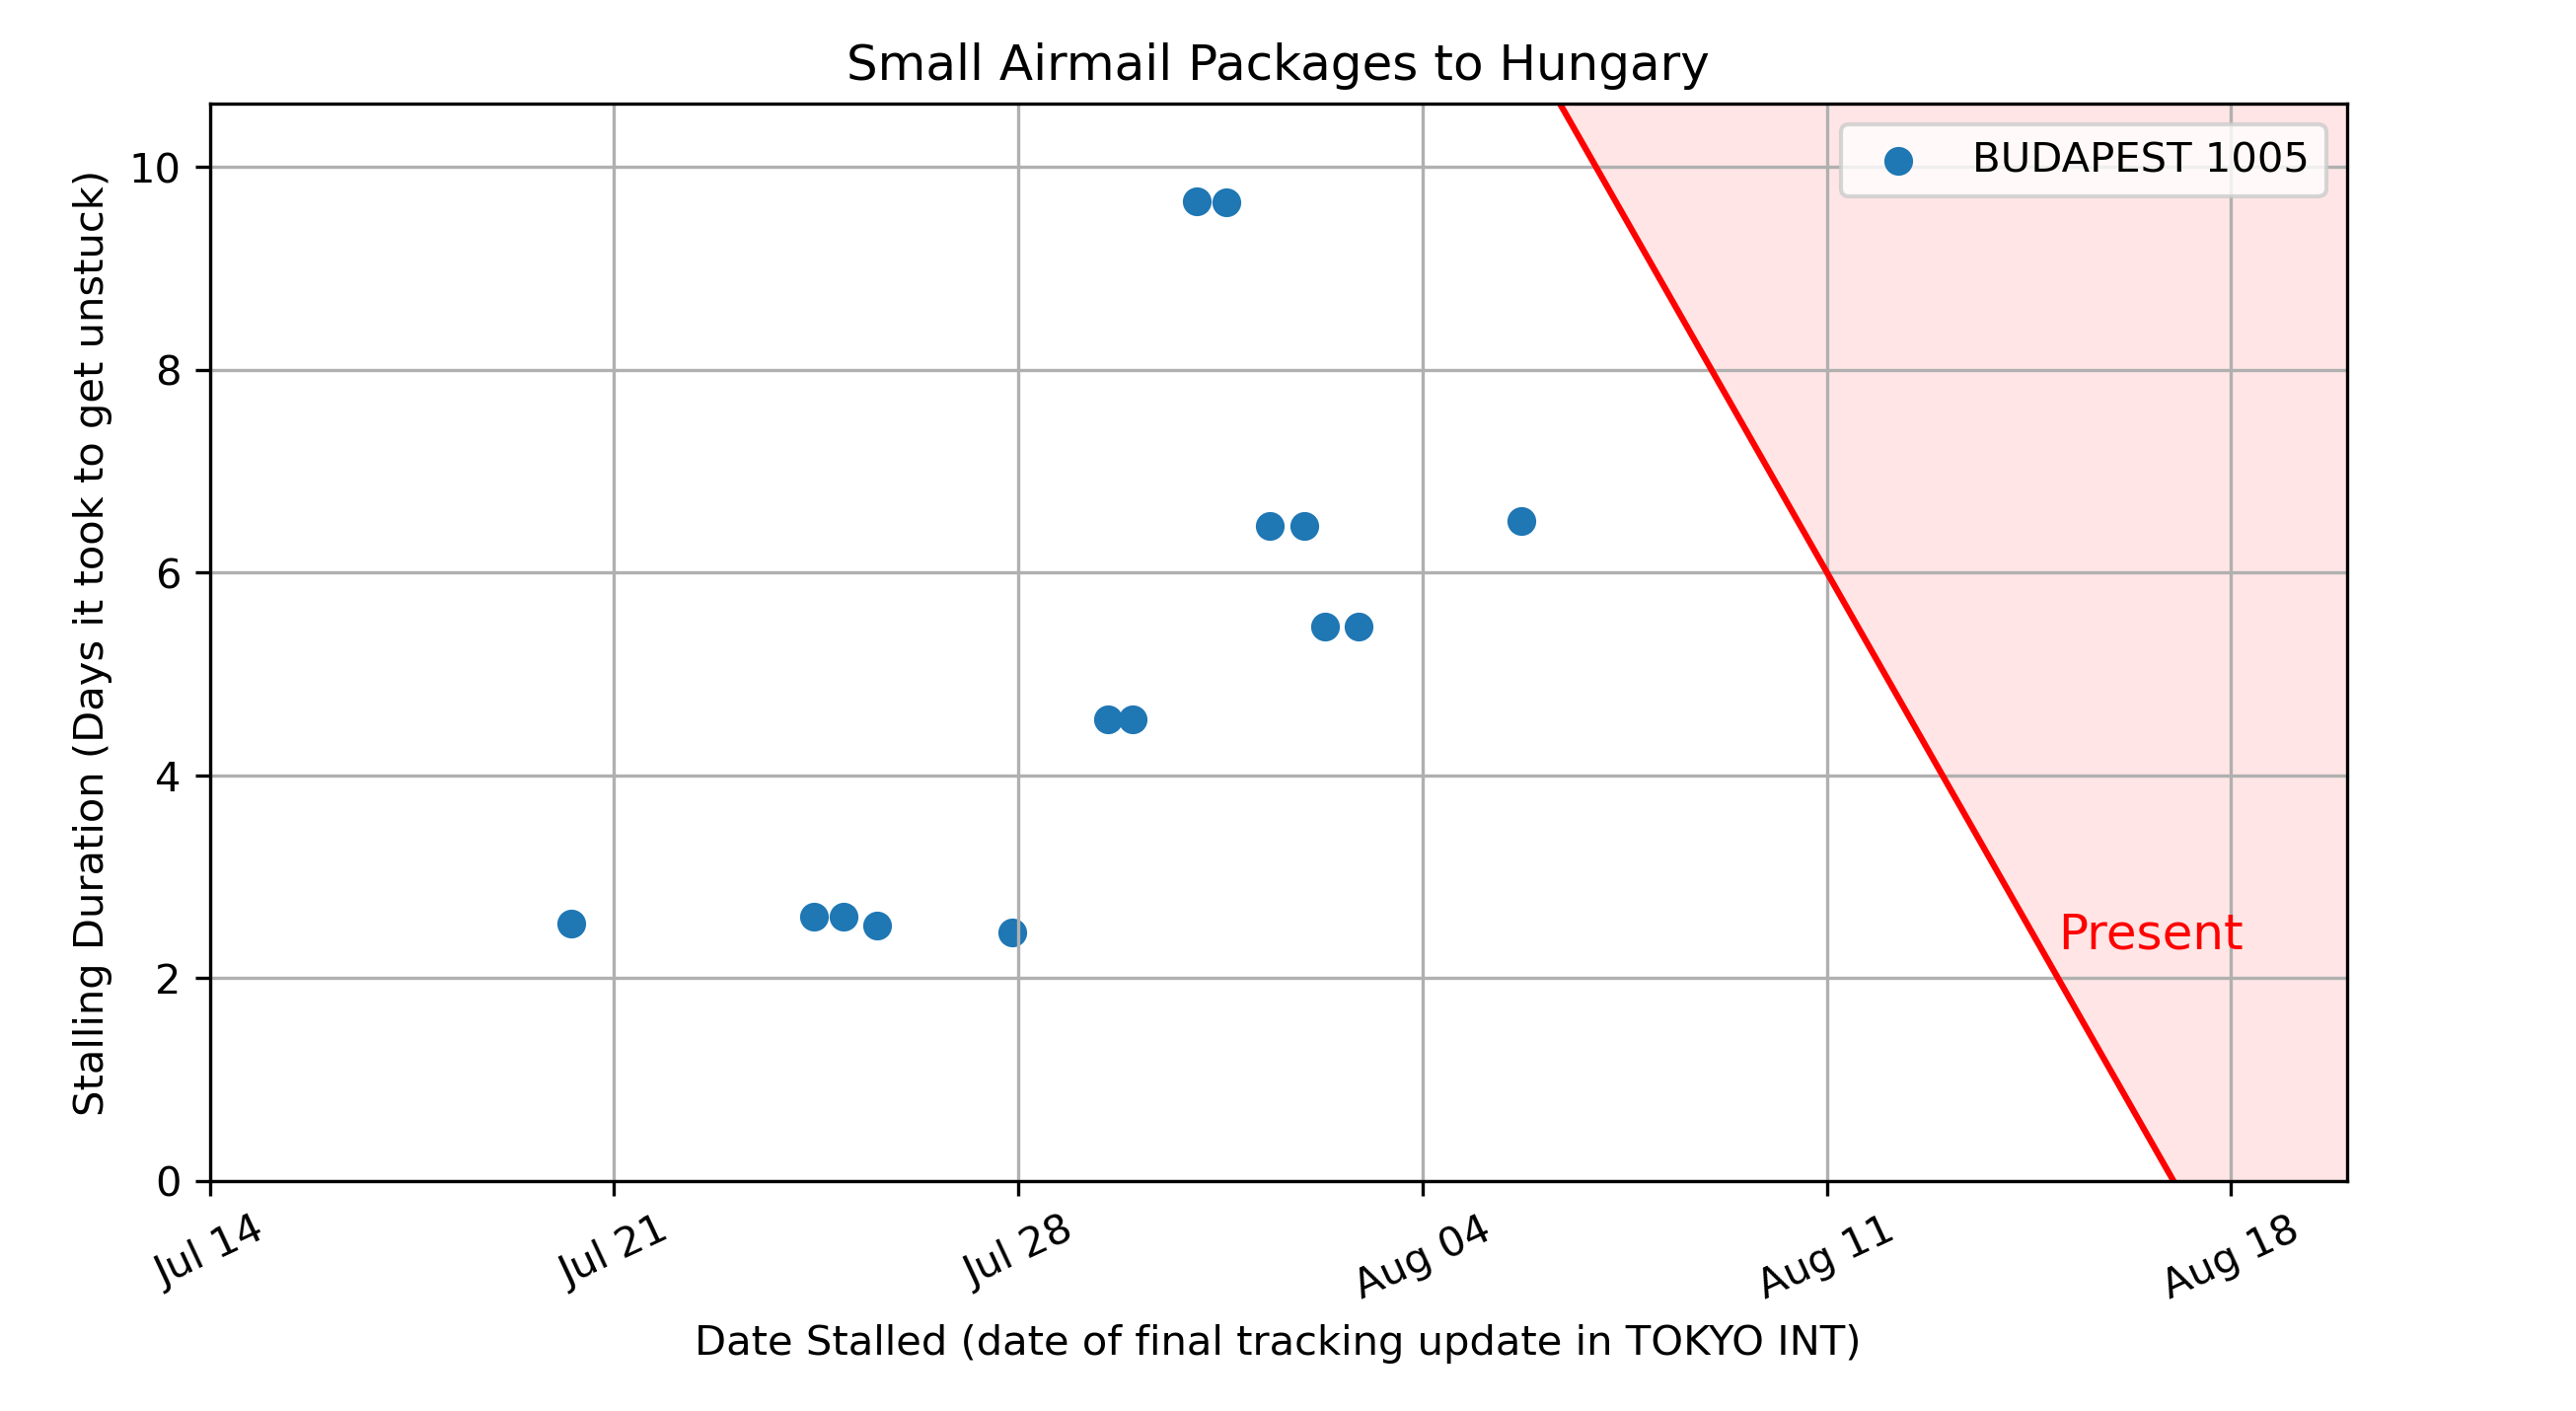 Small Airmail Packages to Hungary
BUDAPEST 1005
Stalling Duration (Days it took to get unstuck)
10
8
6
4
2
0
Present
Jul 14
Jul 21
Jul 28
Aug 04
Aug 11
Aug 18
Date Stalled (date of final tracking update in TOKYO INT)